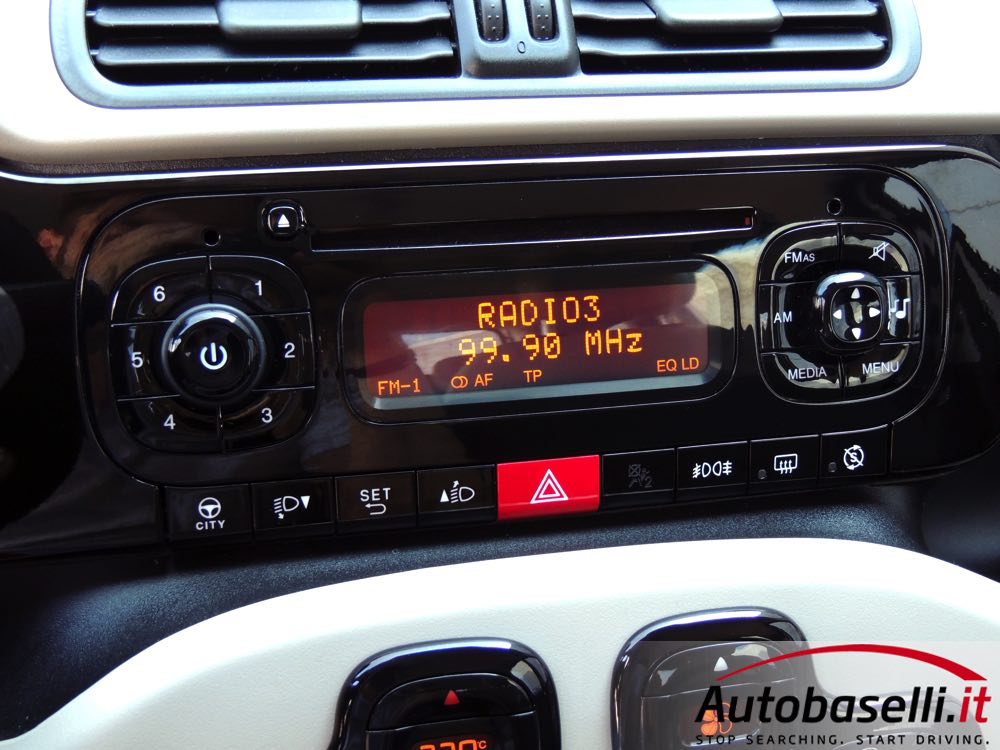 0
6 1
5 2
4 3
RADIO3
99.90 MHz
FM-1 AF TP EQ LD
FMAS
AM
MEDIA MENU
CITY
SET
Autobaselli.it
STOP SEARCHING. START DRIVING.